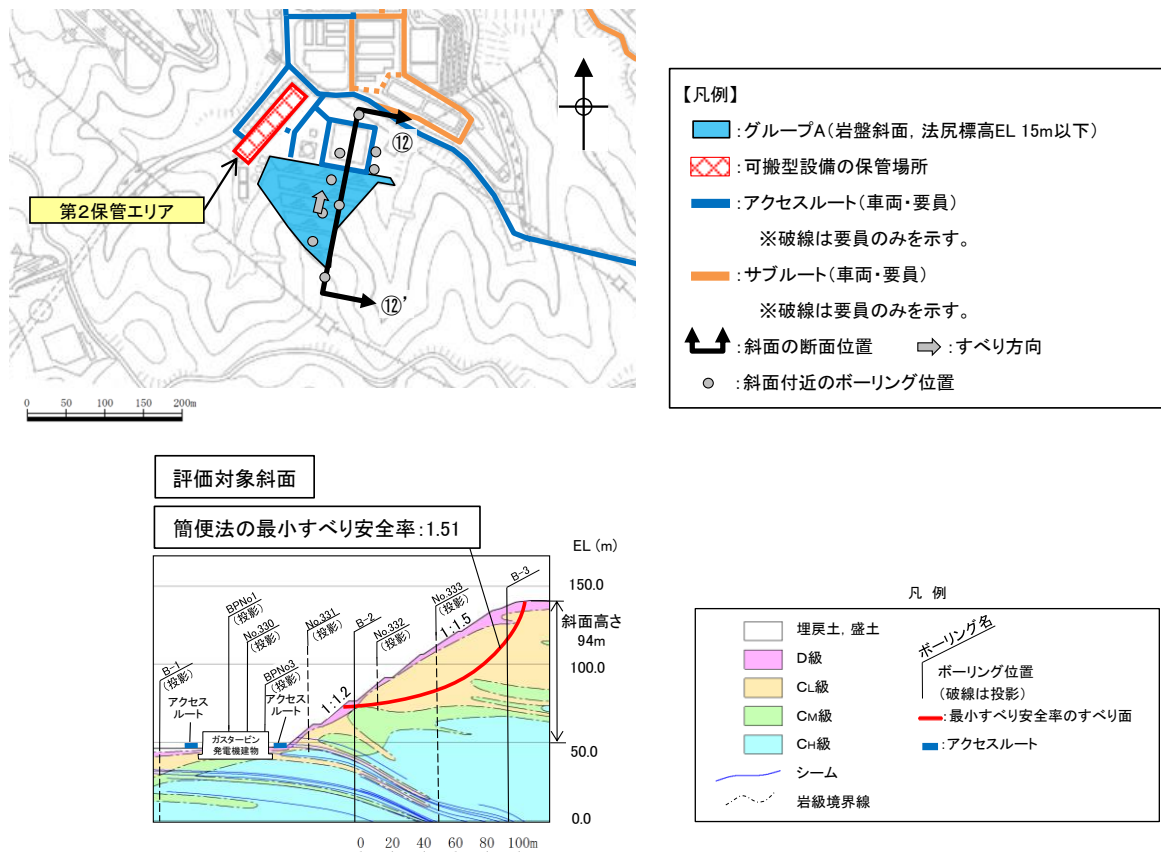 ⑫
⑫'
第2保管エリア
0 50 100 150 200m
【凡例】
:グループA(岩盤斜面，法尻標高EL 15m以下)
:可搬型設備の保管場所
:アクセスルート(車両・要員)
※破線は要員のみを示す。
:サブルート(車両・要員)
※破線は要員のみを示す。
:斜面の断面位置 :すべり方向
:斜面付近のボーリング位置
評価対象斜面
簡便法の最小すべり安全率:1.51
EL (m)
150.0
100.0
50.0
0.0
斜面高さ
94m
B-1
(投影)
BPNo1
(投影)
No.330
(投影)
BPNo3
(投影)
No.331
(投影)
B-2
No.332
(投影)
No.333
(投影)
B-3
1:1.2
1:1.5
アクセス
ルート
アクセス
ルート
ガスタービン
発電機建物
0 20 40 60 80 100m
凡 例
埋戻土, 盛土
D級
CL級
CM級
CH級
シーム
岩級境界線
ボーリング名
ボーリング位置
(破線は投影)
:最小すべり安全率のすべり面
:アクセスルート